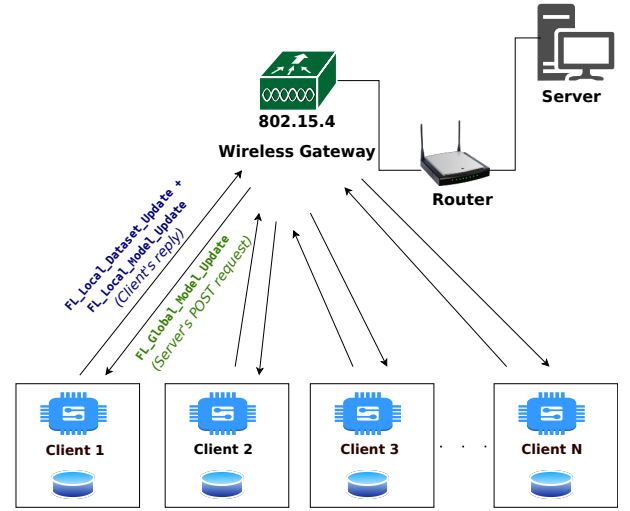 Server
802.15.4
Wireless Gateway
Router
FL_Local_Dataset_Update +
FL_Local_Model_Update
(Client's reply)
FL_Global_Model_Update
(Server's POST request)
Client 1
Client 2
Client 3
. . .
Client N